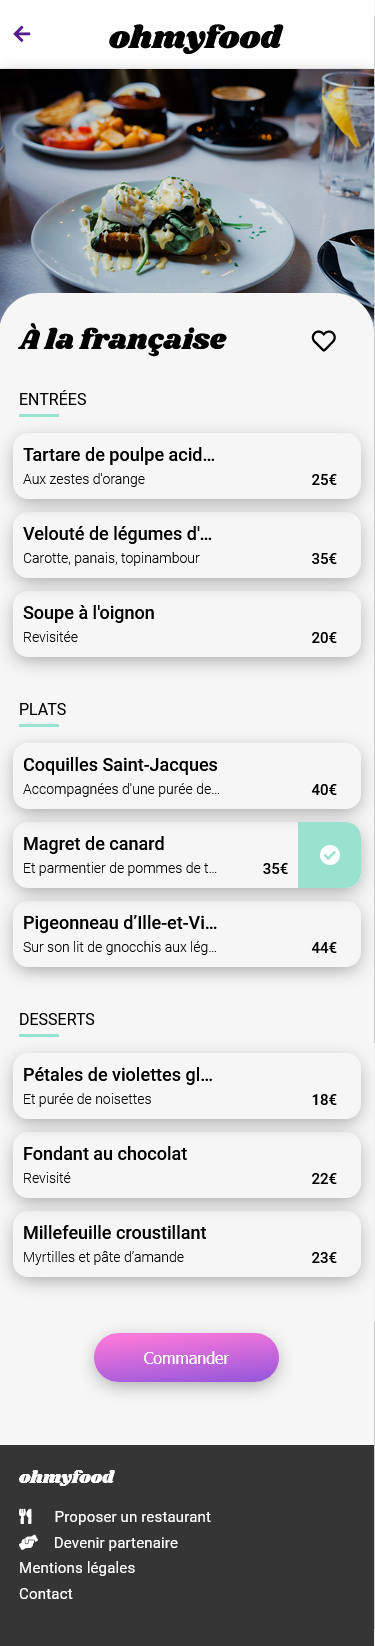 ohmyfood
À la française
ENTRÉES
Tartare de poulpe acid...
Aux zestes d'orange 25€
Velouté de légumes d'...
Carotte, panais, topinambour 35€
Soupe à l'oignon
Revisitée 20€
PLATS
Coquilles Saint-Jacques
Accompagnées d'une purée de... 40€
Magret de canard
Et parmentier de pommes de t... 35€
Pigeonneau d’Ille-et-Vi...
Sur son lit de gnocchis aux lég... 44€
DESSERTS
Pétales de violettes gl...
Et purée de noisettes 18€
Fondant au chocolat
Revisité 22€
Millefeuille croustillant
Myrtilles et pâte d’amande 23€
Commander
ohmyfood
Proposer un restaurant
Devenir partenaire
Mentions légales
Contact